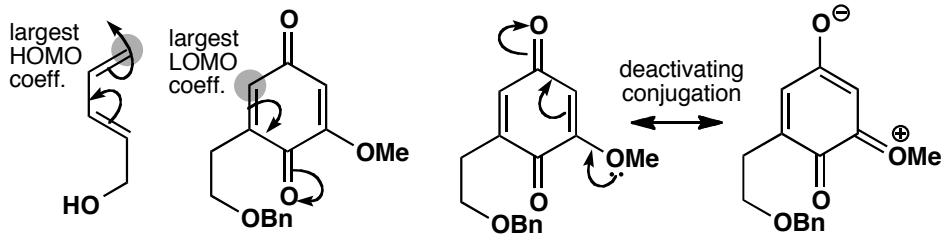 largest
HOMO
coeff.
HO
largest
LOMO
coeff.
O
OMe
O
OBn
O
OMe
O
OBn
deactivating
conjugation
O ⊖
⊕
OMe
O
OBn